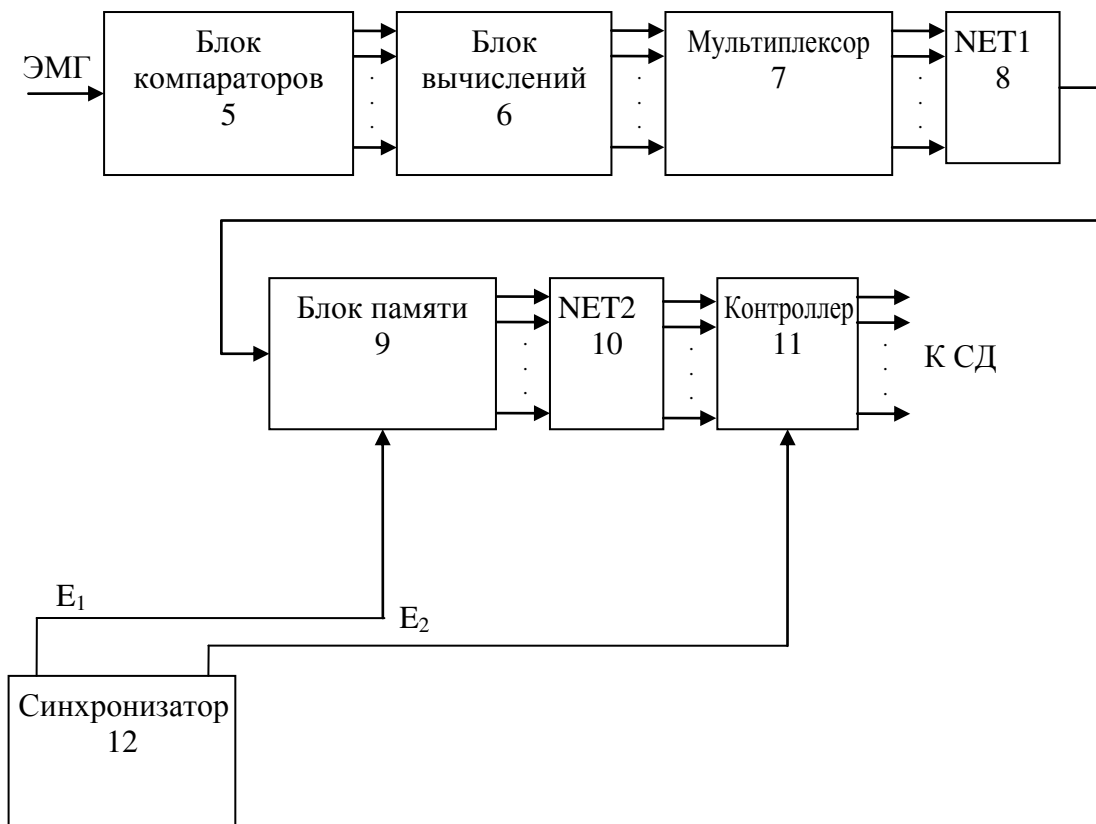 ЭМГ
Блок
компараторов
5
Блок
вычислений
6
Мультиплексор
7
NET1
8
Блок памяти
9
NET2
10
Контроллер
11
К СД
E₁
E₂
Синхронизатор
12